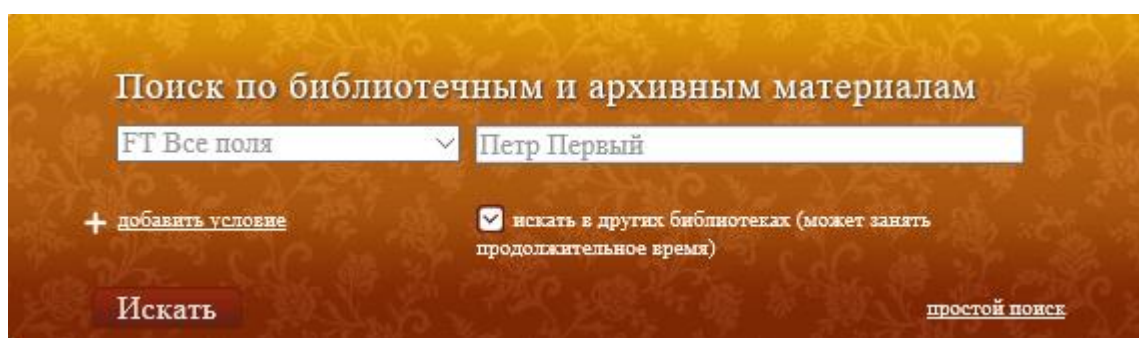 Поиск по библиотечным и архивным материалам
FT Все поля
Петр Первый
+ добавить условие
искать в других библиотеках (может занять
продолжительное время)
Искать
простой поиск